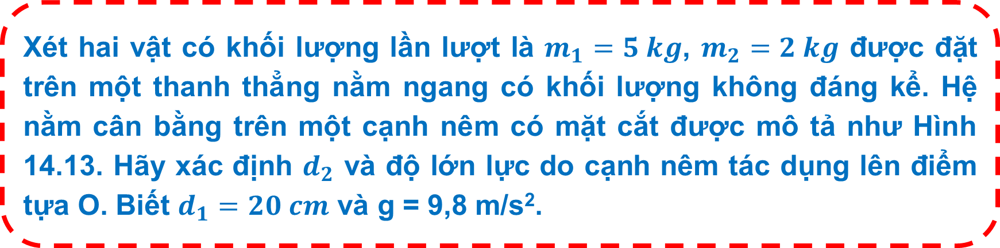 Xét hai vật có khối lượng lần lượt là m₁ = 5 kg, m₂ = 2 kg được đặt
trên một thanh thẳng nằm ngang có khối lượng không đáng kể. Hệ
nằm cân bằng trên một cạnh nêm có mặt cắt được mô tả như Hình
14.13. Hãy xác định d₂ và độ lớn lực do cạnh nêm tác dụng lên điểm
tựa O. Biết d₁ = 20 cm và g = 9,8 m/s².